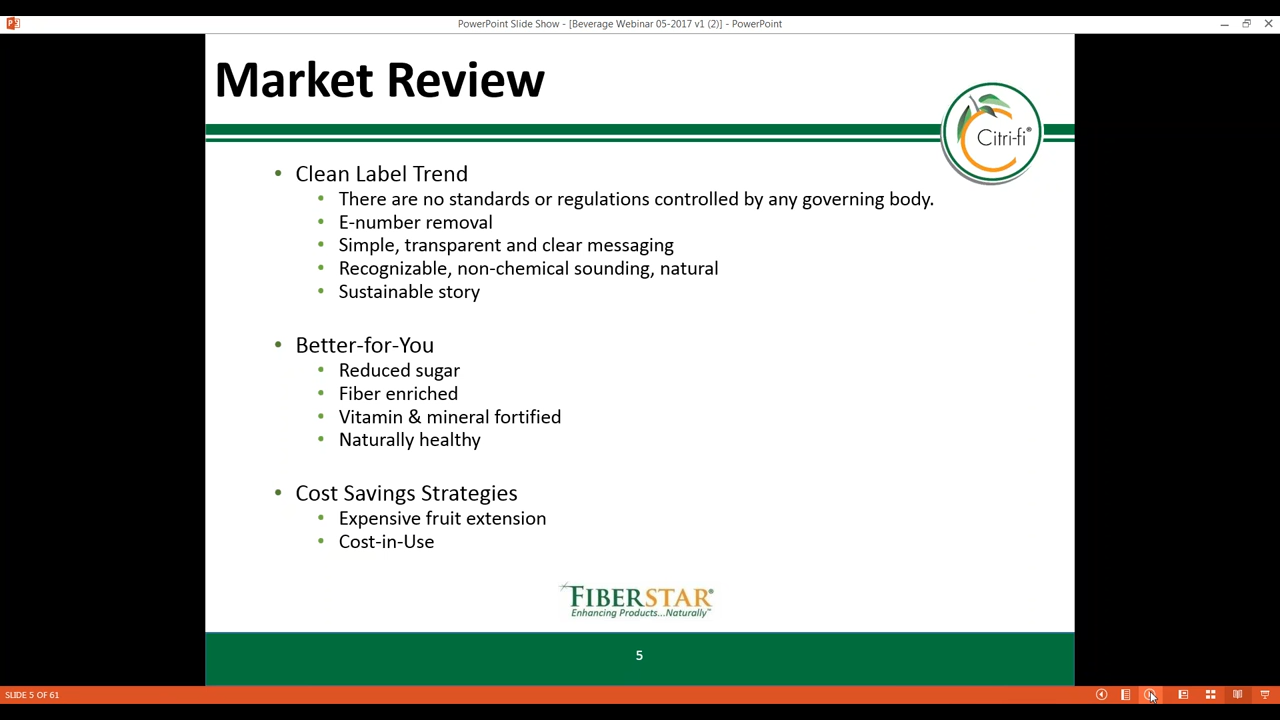 PowerPoint Slide Show - [Beverage Webinar 05-2017 v1 (2)] - PowerPoint
Market Review
Citri-fi®
• Clean Label Trend
• There are no standards or regulations controlled by any governing body.
• E-number removal
• Simple, transparent and clear messaging
• Recognizable, non-chemical sounding, natural
• Sustainable story
• Better-for-You
• Reduced sugar
• Fiber enriched
• Vitamin & mineral fortified
• Naturally healthy
• Cost Savings Strategies
• Expensive fruit extension
• Cost-in-Use
FIBERSTAR®
Enhancing Products...Naturally™
5
SLIDE 5 OF 61